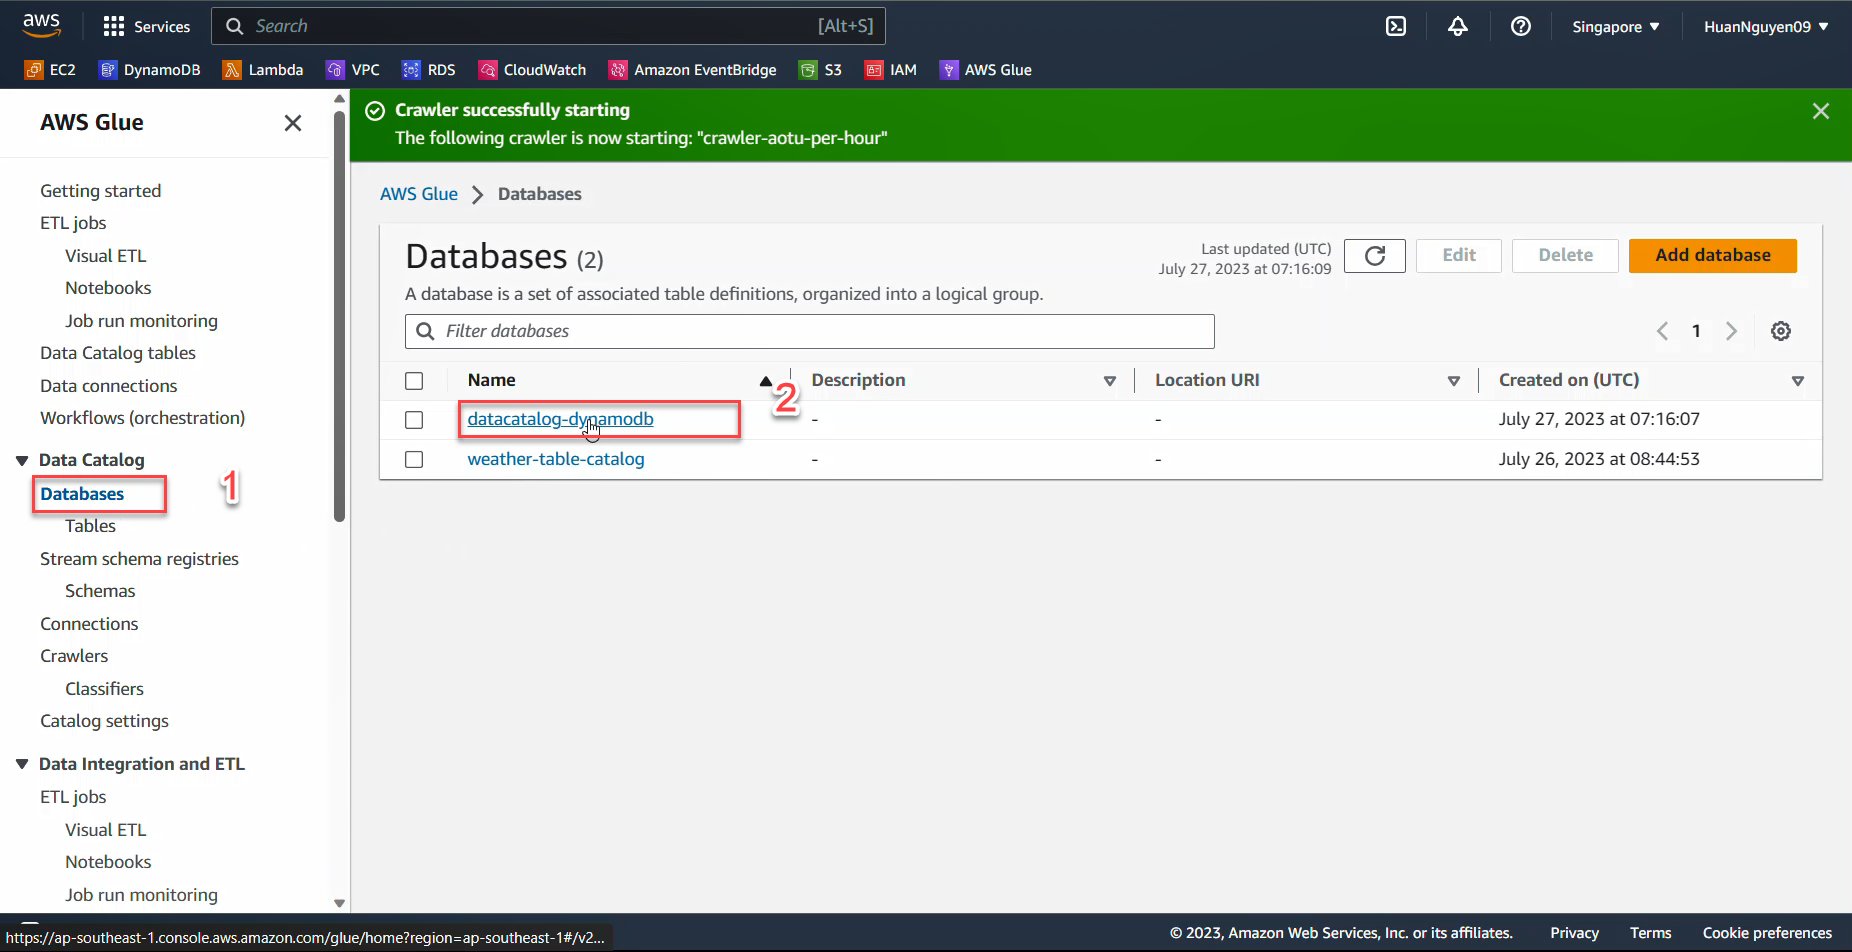 aws
Services
Search
[Alt+S]
Singapore
HuanNguyen09
EC2
DynamoDB
Lambda
VPC
RDS
CloudWatch
Amazon EventBridge
S3
IAM
AWS Glue
AWS Glue
Getting started
ETL jobs
Visual ETL
Notebooks
Job run monitoring
Data Catalog tables
Data connections
Workflows (orchestration)
Data Catalog
Databases
1
Tables
Stream schema registries
Schemas
Connections
Crawlers
Classifiers
Catalog settings
Data Integration and ETL
ETL jobs
Visual ETL
Notebooks
Job run monitoring
Crawler successfully starting
The following crawler is now starting: "crawler-aotu-per-hour"
AWS Glue > Databases
Databases (2)
Last updated (UTC)
July 27, 2023 at 07:16:09
Edit
Delete
Add database
A database is a set of associated table definitions, organized into a logical group.
Filter databases
1
Name
2
Description
Location URI
Created on (UTC)
datacatalog-dynamodb - - July 27, 2023 at 07:16:07
weather-table-catalog - - July 26, 2023 at 08:44:53
https://ap-southeast-1.console.aws.amazon.com/glue/home?region=ap-southeast-1#/v2...
© 2023, Amazon Web Services, Inc. or its affiliates.
Privacy
Terms
Cookie preferences